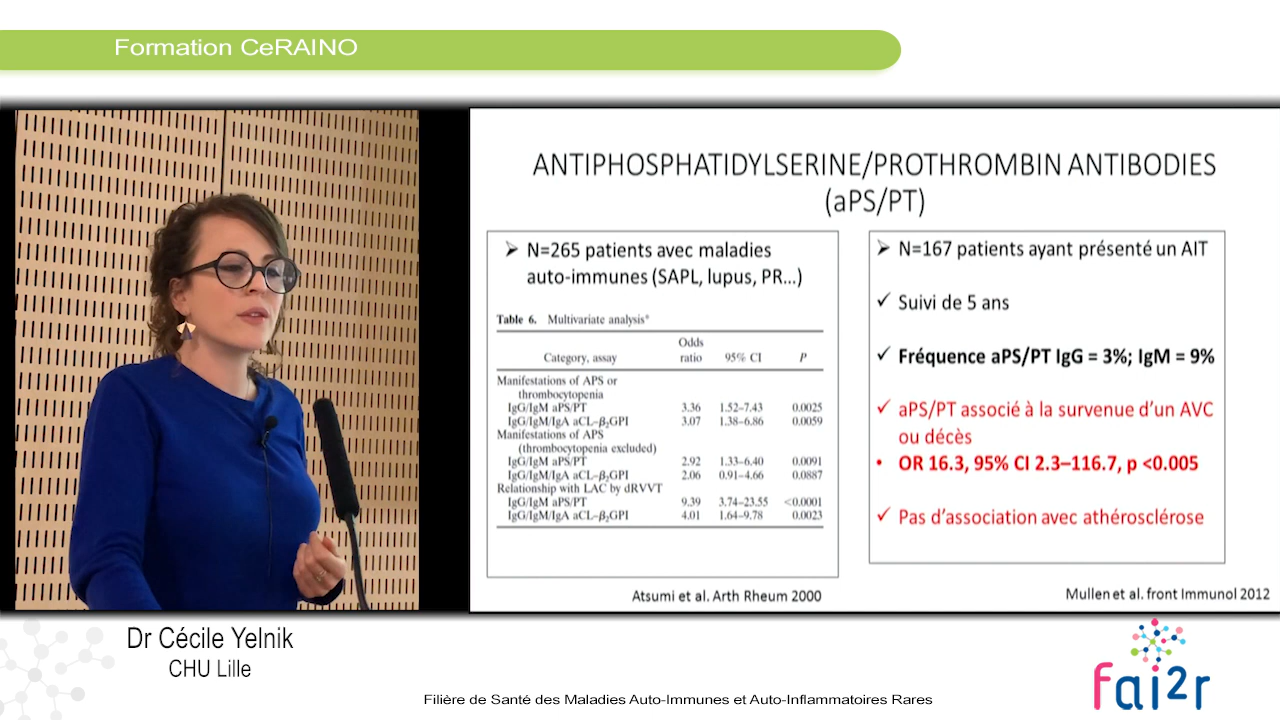 Formation CeRAINO
ANTIPHOSPHATIDYLSERINE/PROTHROMBIN ANTIBODIES
(aPS/PT)
➢ N=265 patients avec maladies
auto-immunes (SAPL, lupus, PR...)
Table 6. Multivariate analysis*
Odds
Category, assay ratio 95% CI P
Manifestations of APS or
thrombocytopenia
IgG/IgM aPS/PT 3.36 1.52–7.43 0.0025
IgG/IgM/IgA aCL–β₂GPI 3.07 1.38–6.86 0.0059
Manifestations of APS
(thrombocytopenia excluded)
IgG/IgM aPS/PT 2.92 1.33–6.40 0.0091
IgG/IgM/IgA aCL–β₂GPI 2.06 0.91–4.66 0.0887
Relationship with LAC by dRVVT
IgG/IgM aPS/PT 9.39 3.74–23.55 <0.0001
IgG/IgM/IgA aCL–β₂GPI 4.01 1.64–9.78 0.0023
Atsumi et al. Arth Rheum 2000
➢ N=167 patients ayant présenté un AIT
✓ Suivi de 5 ans
✓ Fréquence aPS/PT IgG = 3%; IgM = 9%
✓ aPS/PT associé à la survenue d'un AVC
ou décès
• OR 16.3, 95% CI 2.3–116.7, p <0.005
✓ Pas d'association avec athérosclérose
Mullen et al. front Immunol 2012
Dr Cécile Yelnik
CHU Lille
Filière de Santé des Maladies Auto-Immunes et Auto-Inflammatoires Rares
fai2r